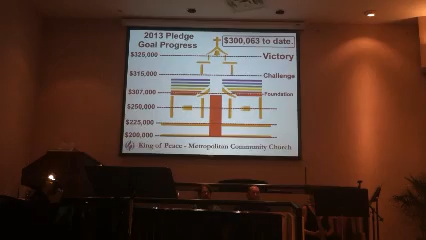 2013 Pledge
Goal Progress
$300,063 to date.
$325,000 Victory
$315,000 Challenge
$307,000 Foundation
$250,000
$225,000
$200,000
King of Peace - Metropolitan Community Church